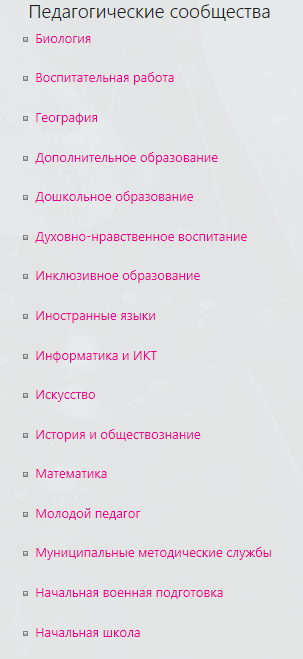 Педагогические сообщества
Биология
Воспитательная работа
География
Дополнительное образование
Дошкольное образование
Духовно-нравственное воспитание
Инклюзивное образование
Иностранные языки
Информатика и ИКТ
Искусство
История и обществознание
Математика
Молодой педагог
Муниципальные методические службы
Начальная военная подготовка
Начальная школа